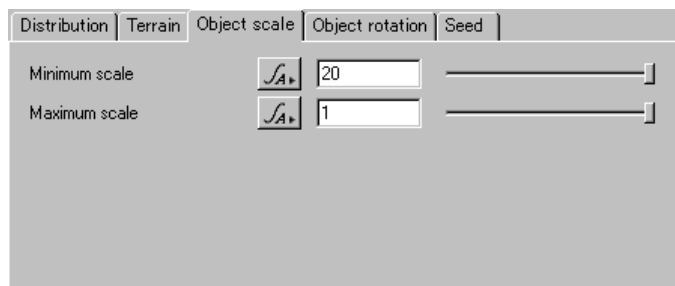 Distribution Terrain Object scale Object rotation Seed
Minimum scale A 20
Maximum scale A 1